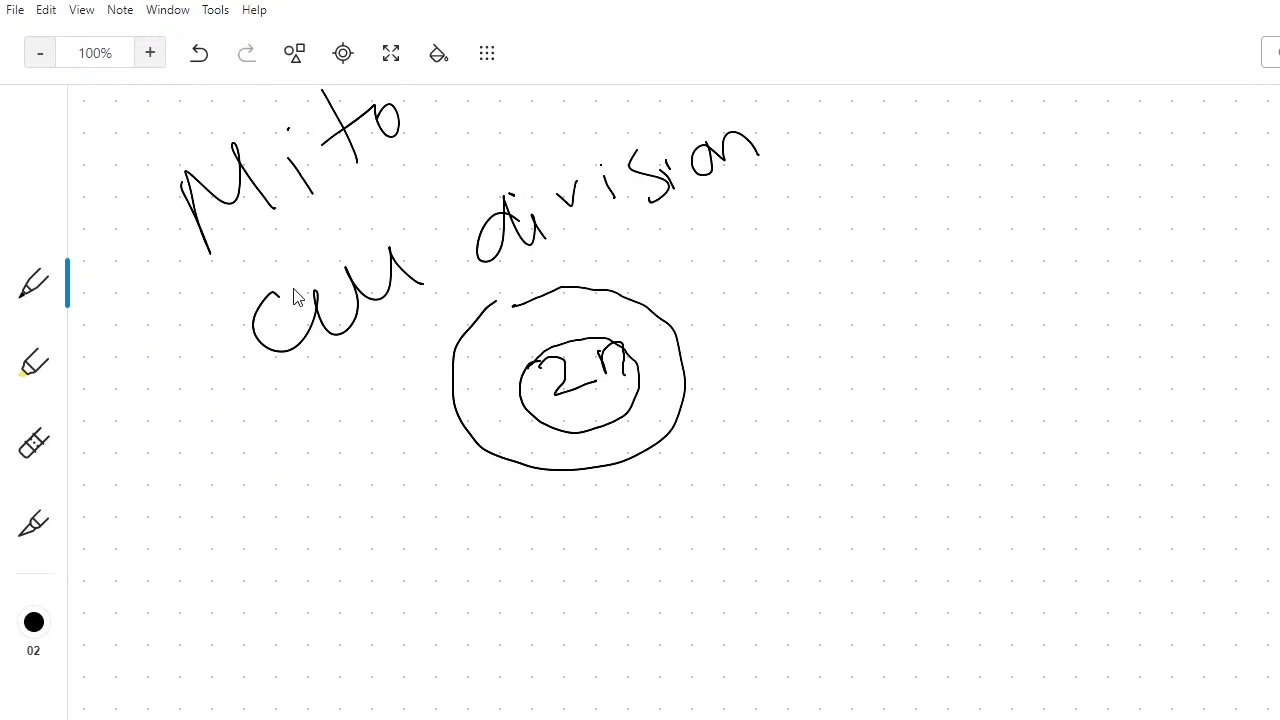 File Edit View Note Window Tools Help
- 100% +
Mito
cell division
2n
02